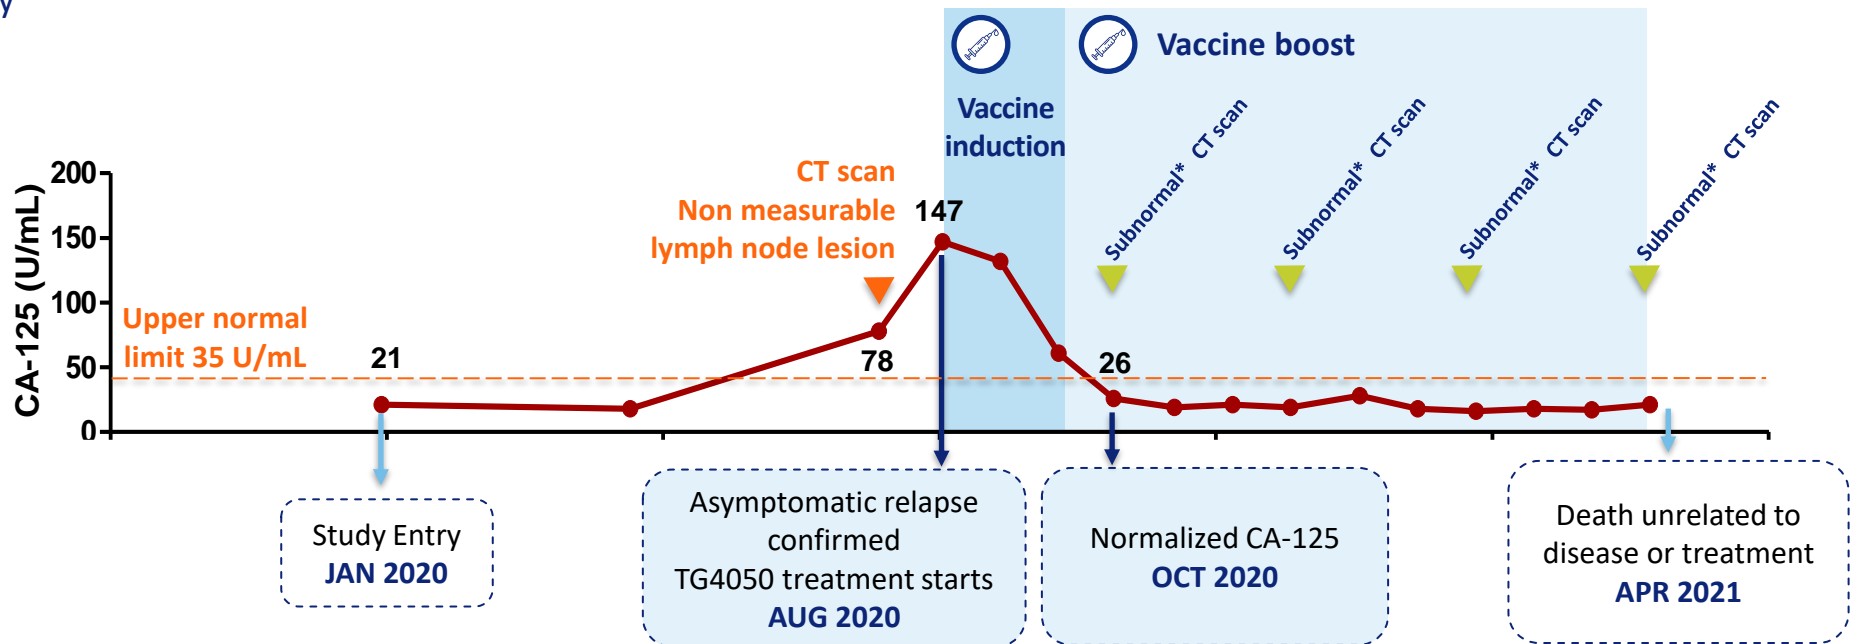 y
Vaccine boost
Vaccine
induction
Subnormal* CT scan
Subnormal* CT scan
Subnormal* CT scan
Subnormal* CT scan
CT scan
Non measurable
lymph node lesion
147
CA-125 (U/mL)
200
150
100
50
0
Upper normal
limit 35 U/mL
21
78
26
Study Entry
JAN 2020
Asymptomatic relapse
confirmed
TG4050 treatment starts
AUG 2020
Normalized CA-125
OCT 2020
Death unrelated to
disease or treatment
APR 2021